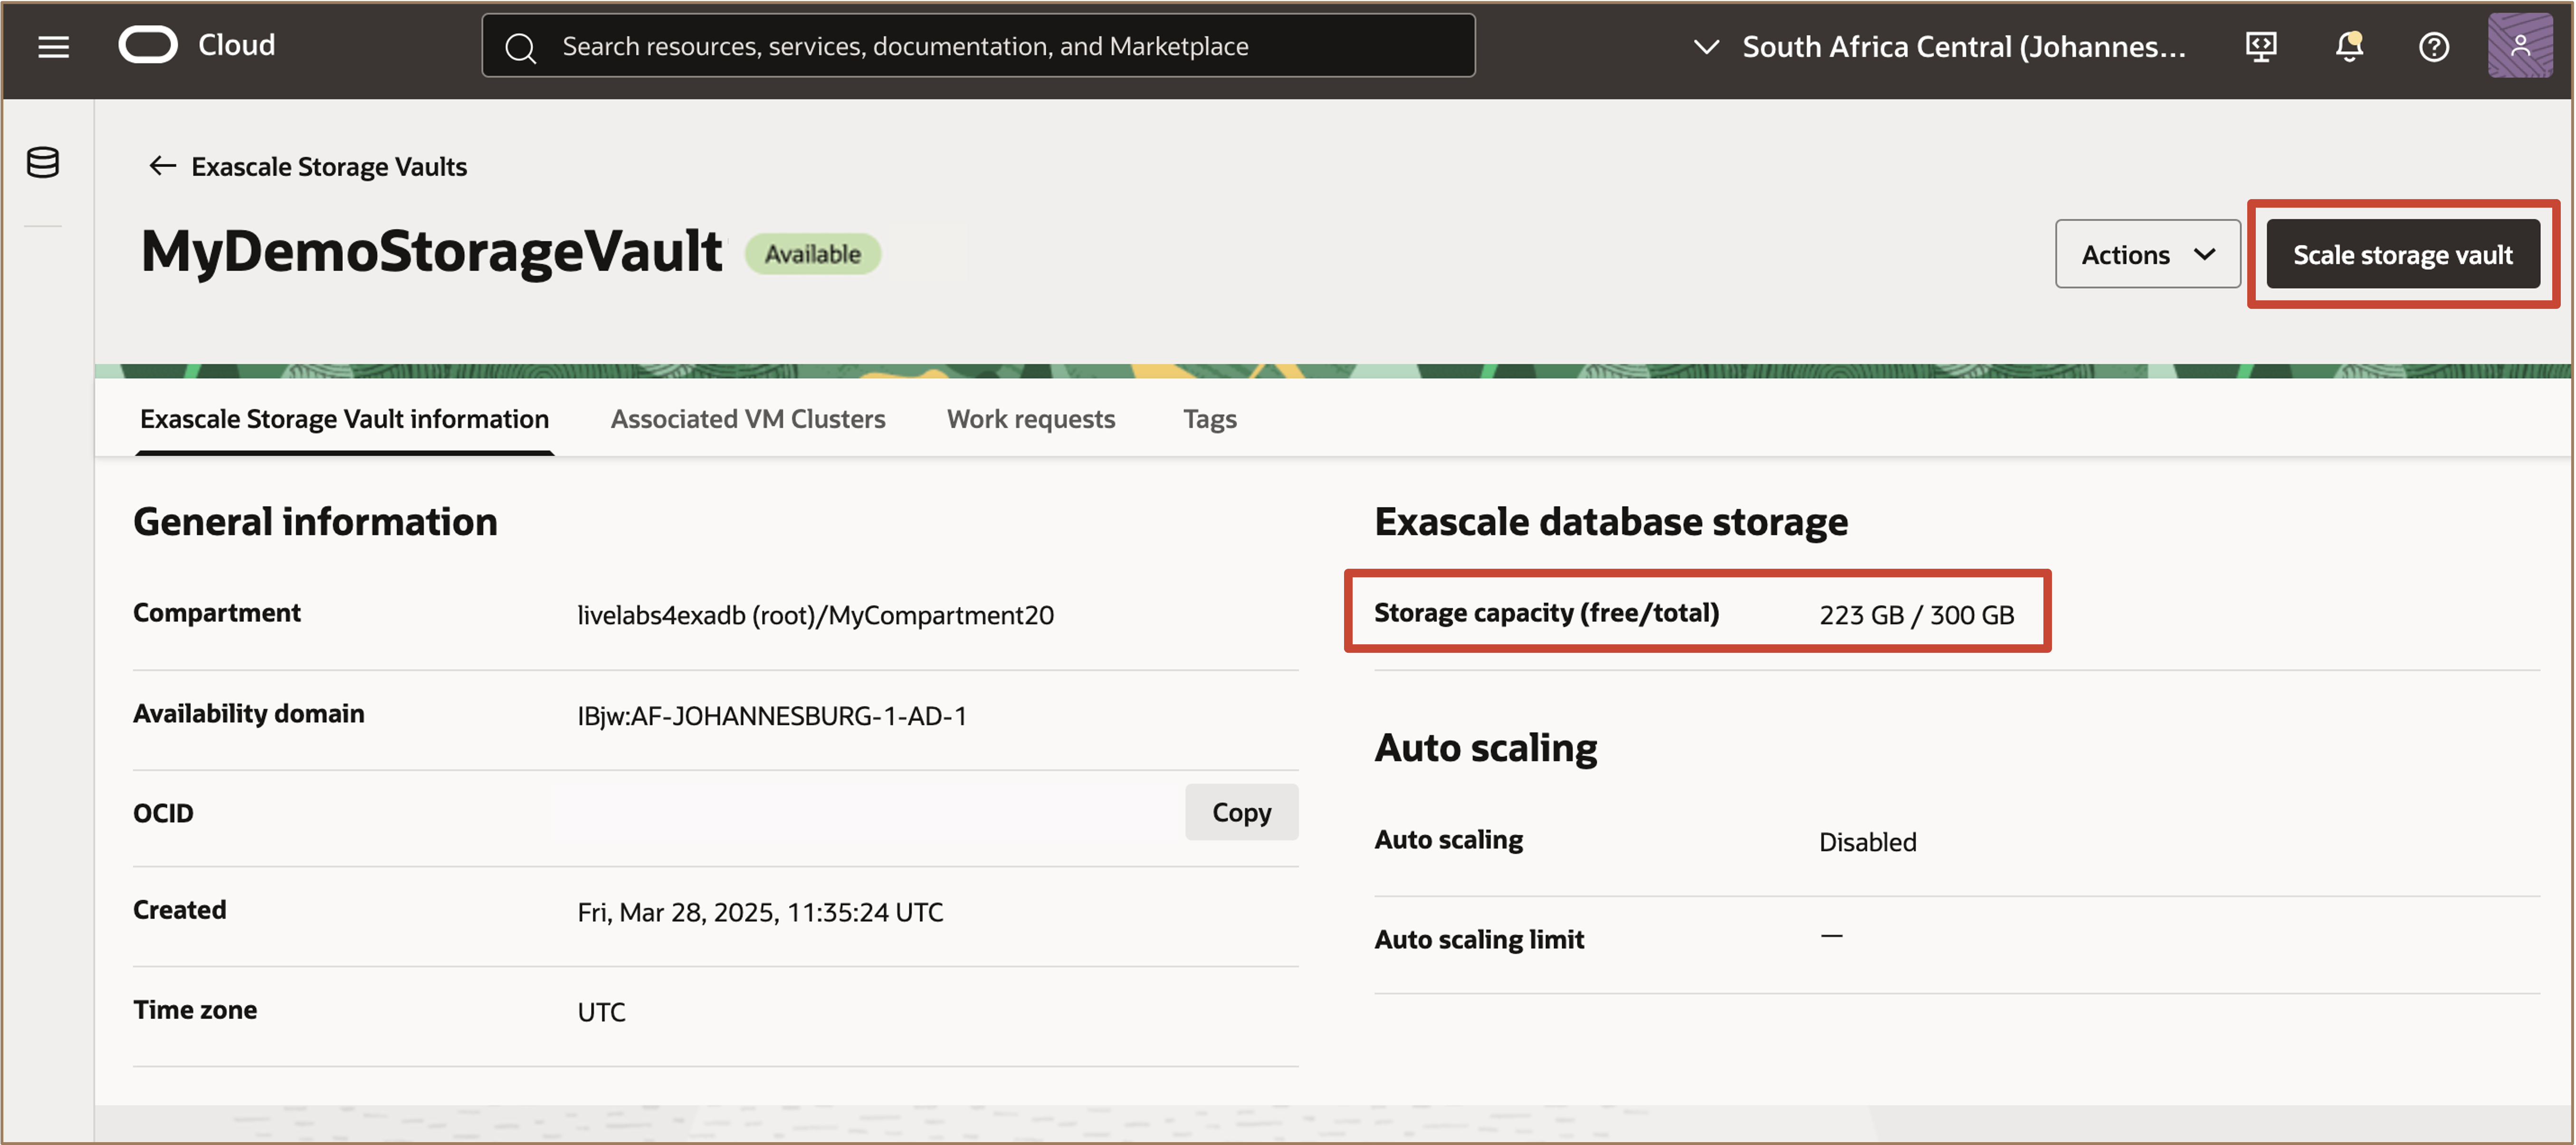 Cloud
Search resources, services, documentation, and Marketplace
South Africa Central (Johannes...
Exascale Storage Vaults
MyDemoStorageVault
Available
Actions
Scale storage vault
Exascale Storage Vault information
Associated VM Clusters
Work requests
Tags
General information
Compartment
livelabs4exadb (root)/MyCompartment20
Availability domain
IBjw:AF-JOHANNESBURG-1-AD-1
OCID
Copy
Created
Fri, Mar 28, 2025, 11:35:24 UTC
Time zone
UTC
Exascale database storage
Storage capacity (free/total)
223 GB / 300 GB
Auto scaling
Auto scaling
Disabled
Auto scaling limit
—